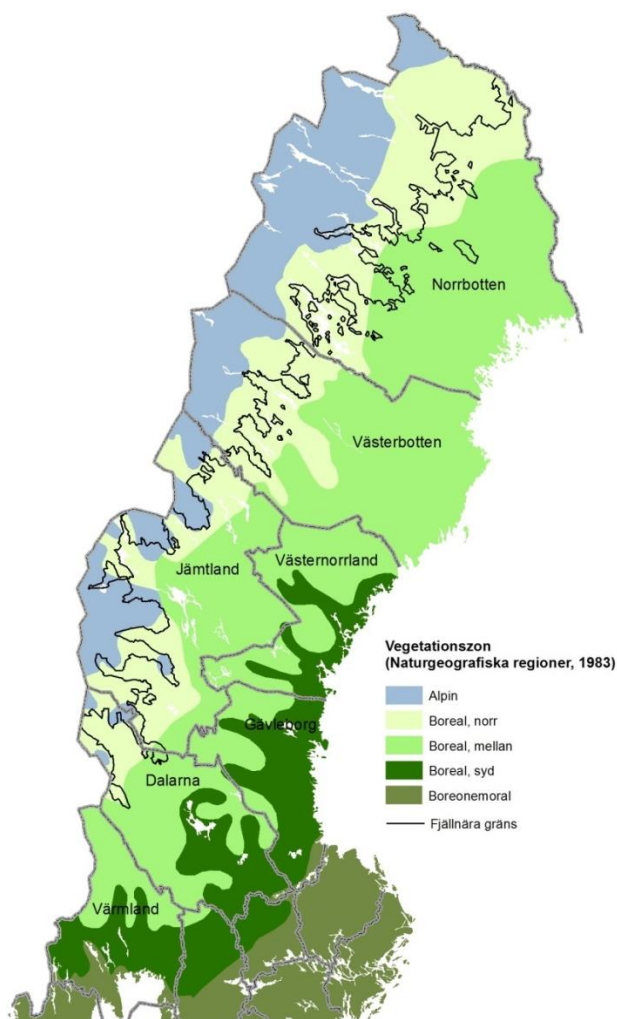 Norrbotten
Västerbotten
Jämtland
Västernorrland
Gävleborg
Dalarna
Värmland
Vegetationszon
(Naturgeografiska regioner, 1983)
Alpin
Boreal, norr
Boreal, mellan
Boreal, syd
Boreonemoral
Fjällnära gräns